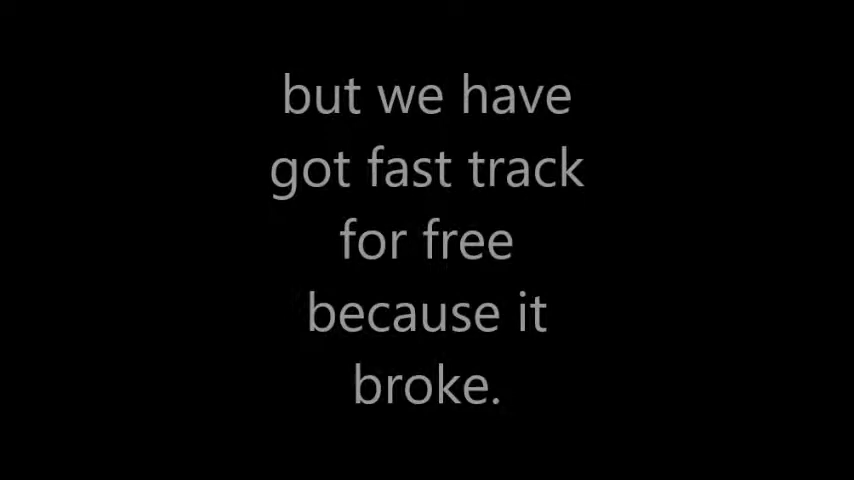 but we have
got fast track
for free
because it
broke.